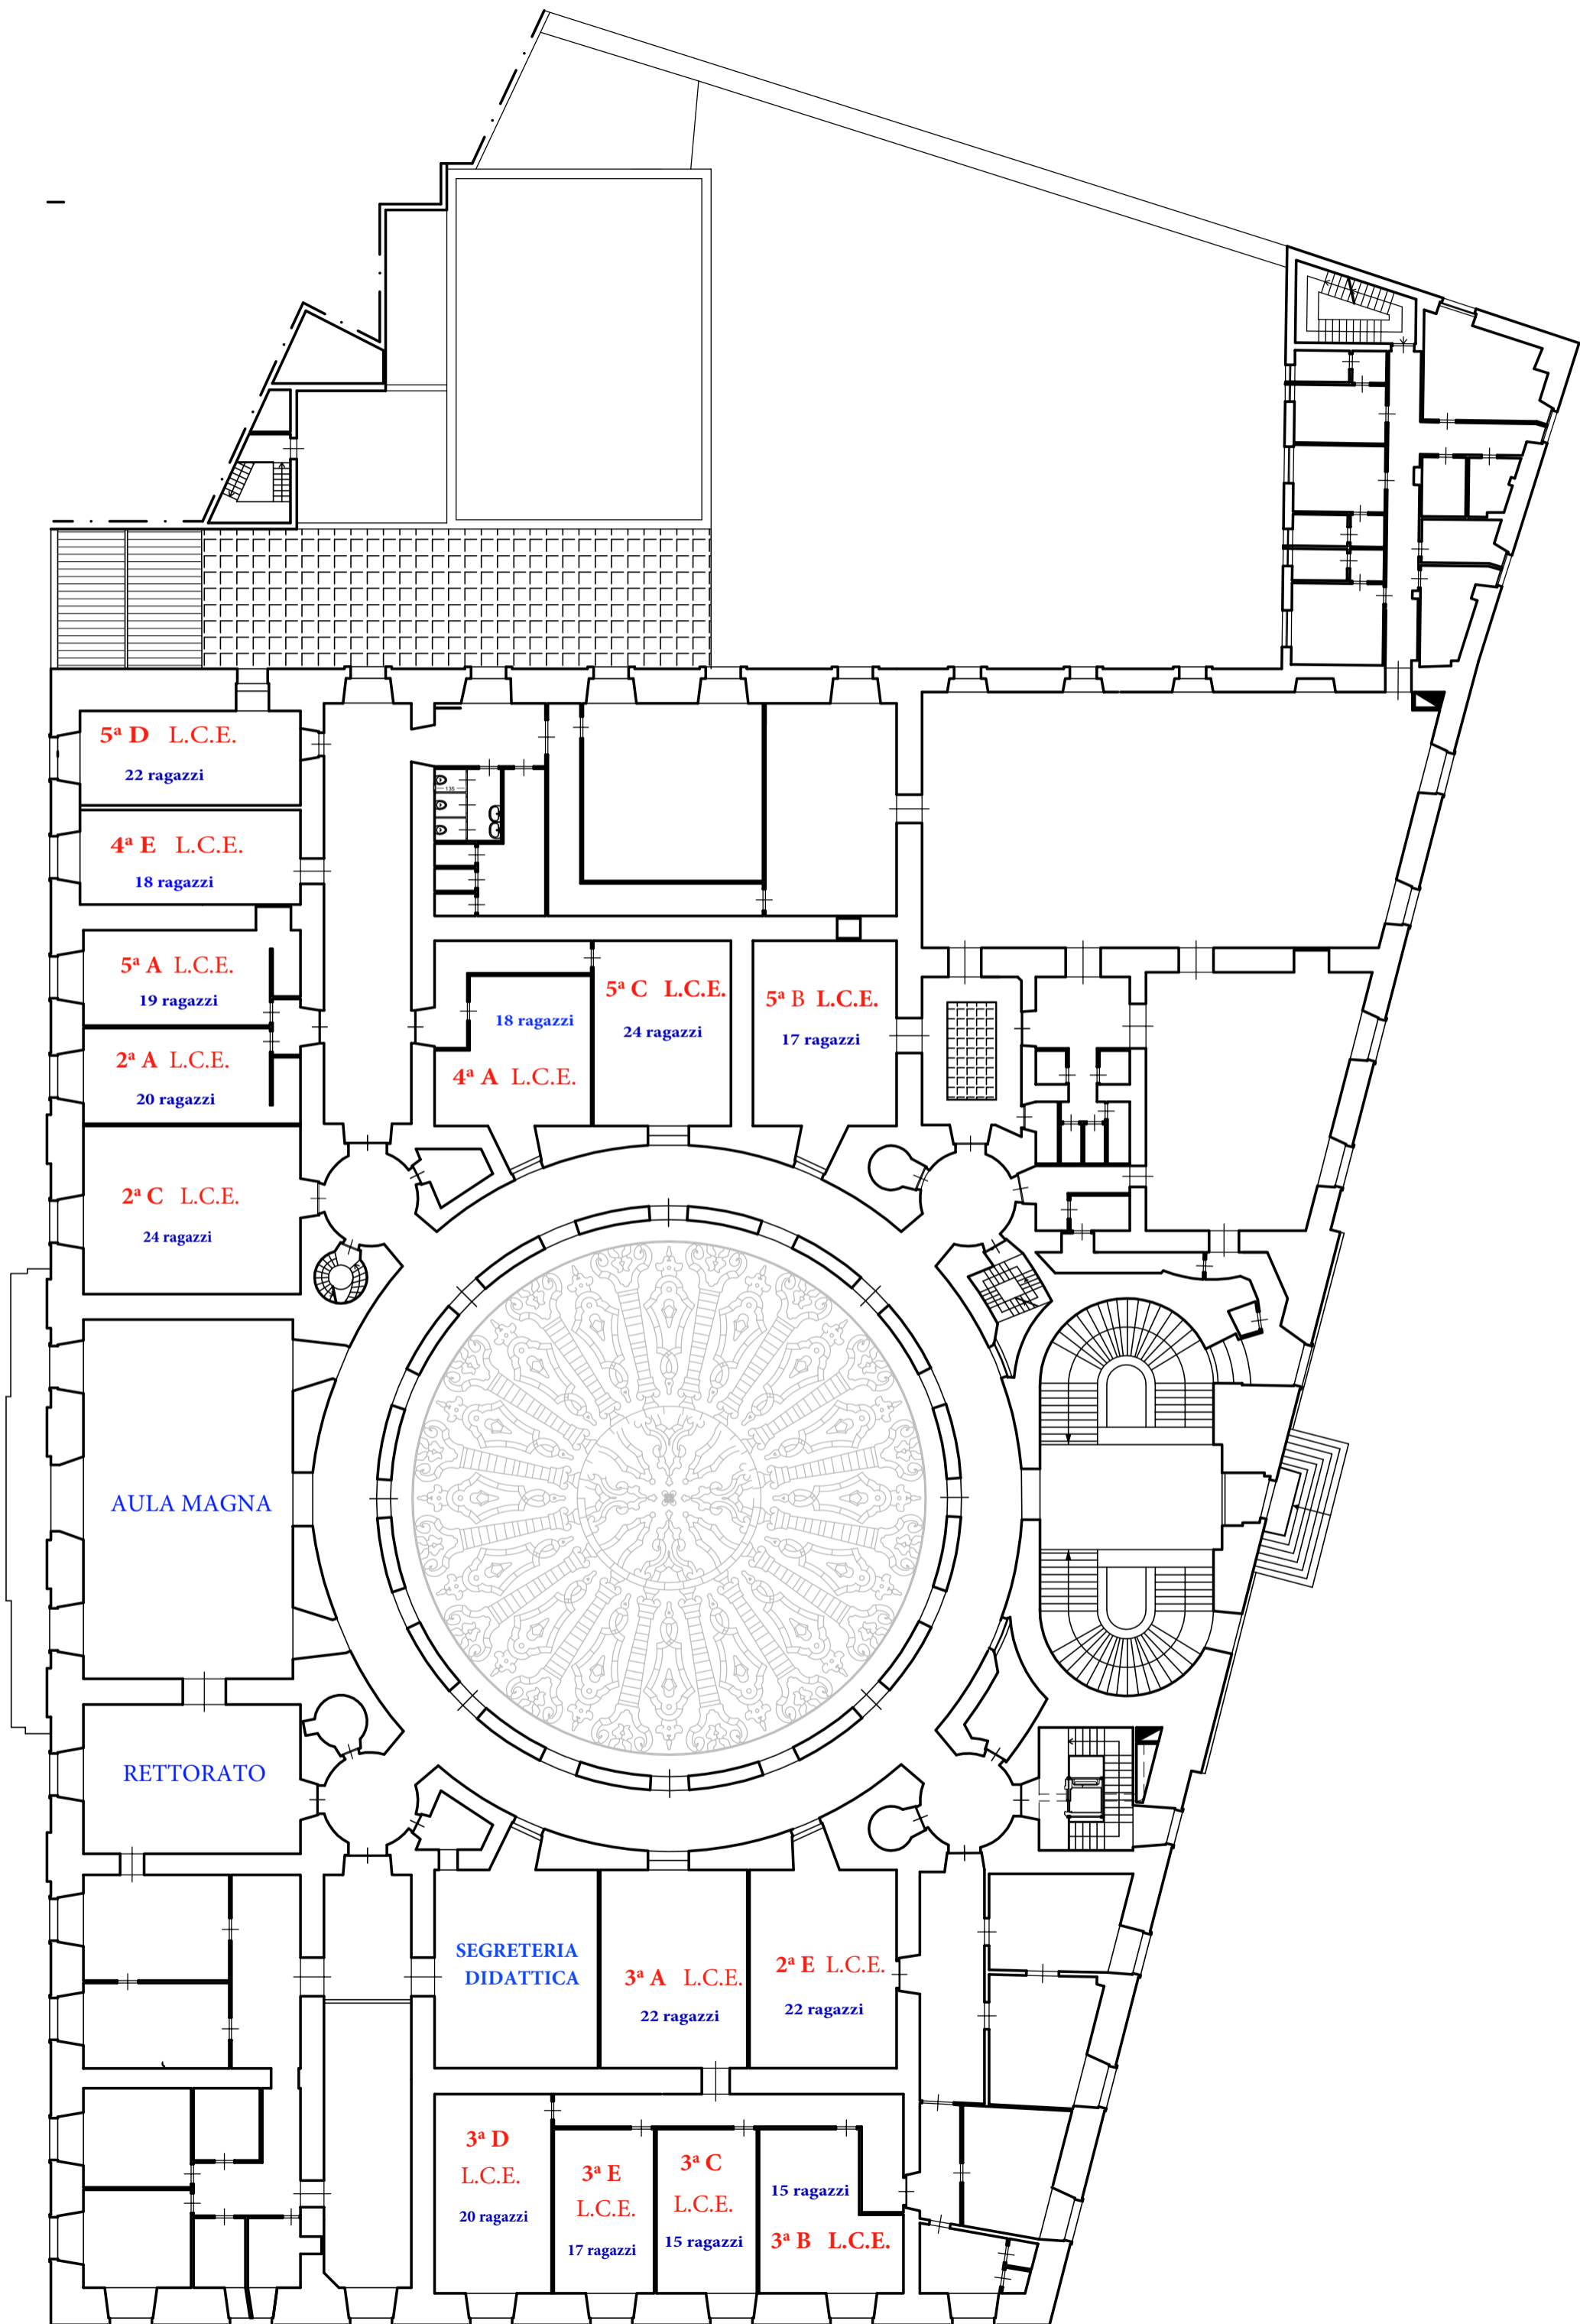 5ª D L.C.E.
22 ragazzi
135
4ª E L.C.E.
18 ragazzi
5ª A L.C.E.
19 ragazzi
2ª A L.C.E.
20 ragazzi
18 ragazzi
4ª A L.C.E.
5ª C L.C.E.
24 ragazzi
5ª B L.C.E.
17 ragazzi
2ª C L.C.E.
24 ragazzi
AULA MAGNA
RETTORATO
SEGRETERIA
DIDATTICA
3ª A L.C.E.
22 ragazzi
2ª E L.C.E.
22 ragazzi
3ª D
L.C.E.
20 ragazzi
3ª E
L.C.E.
17 ragazzi
3ª C
L.C.E.
15 ragazzi
15 ragazzi
3ª B L.C.E.